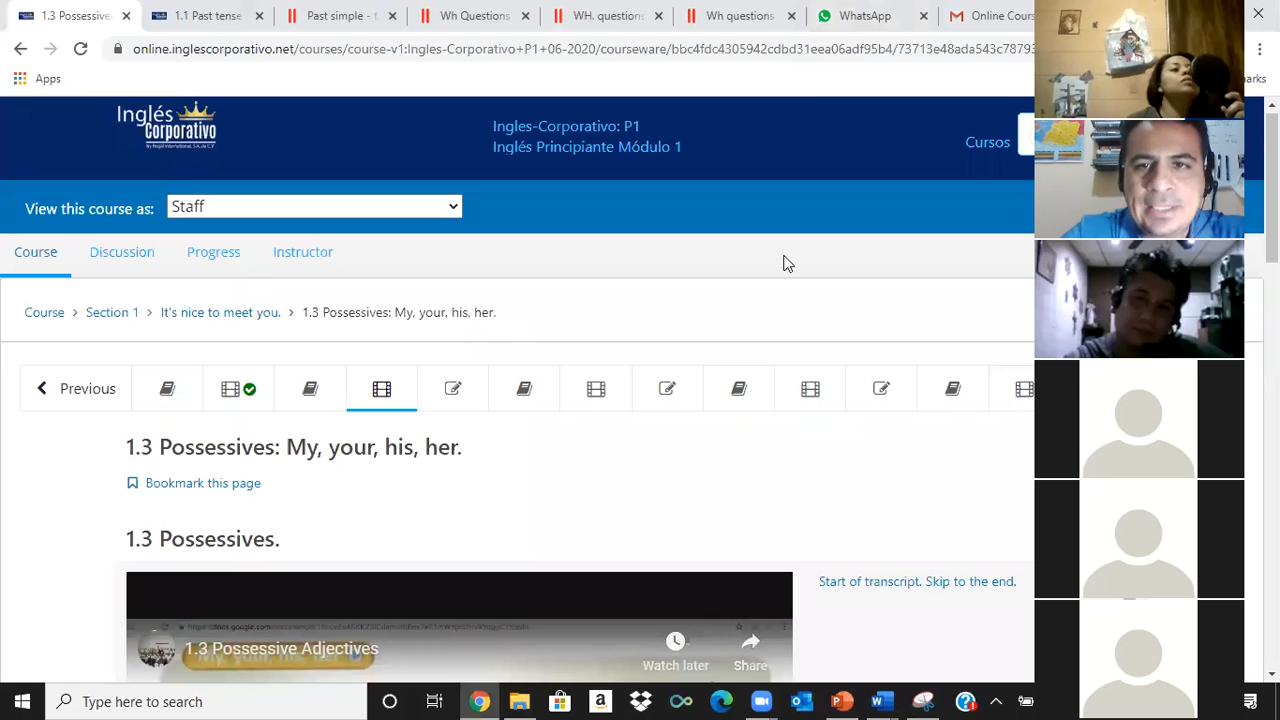 1.3 Possessives
1.1 Past tense
Past simple
Wh Questions
WH. questions
Wh questions
WhatsApp
Online Cours
online.inglescorporativo.net/courses/course-v1:Ingles-Corporativo+P1+06-2020/courseware/bbc4fdc4305942cdbd31eea06adc95b4/73713e48ada543c78793
Apps
Inglés
Corporativo
Ingles-Corporativo: P1
Inglés Principiante Módulo 1
Cursos
View this course as:
Staff
Course
Discussion
Progress
Instructor
Course > Section 1 > It's nice to meet you. > 1.3 Possessives: My, your, his, her.
Previous
1.3 Possessives: My, your, his, her.
Bookmark this page
1.3 Possessives.
Start of transcript. Skip to the end.
1.3 Possessive Adjectives
Watch later
Share
Type here to search